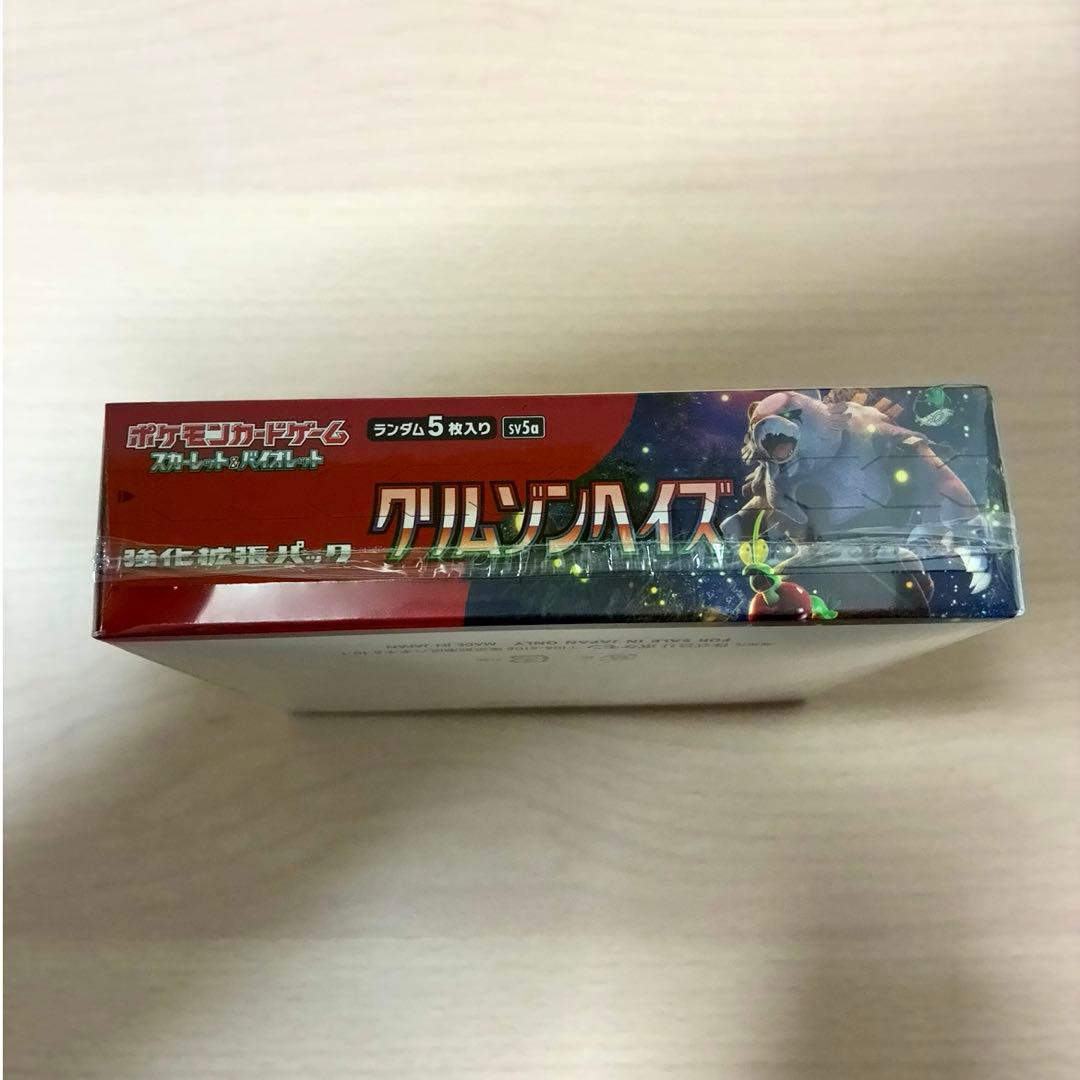 ポケモンカードゲーム
スカーレット&バイオレット
ランダム5枚入り
sv5a
クリムゾンヘイズ
強化拡張パック
FOR SALE IN JAPAN ONLY MADE IN JAPAN